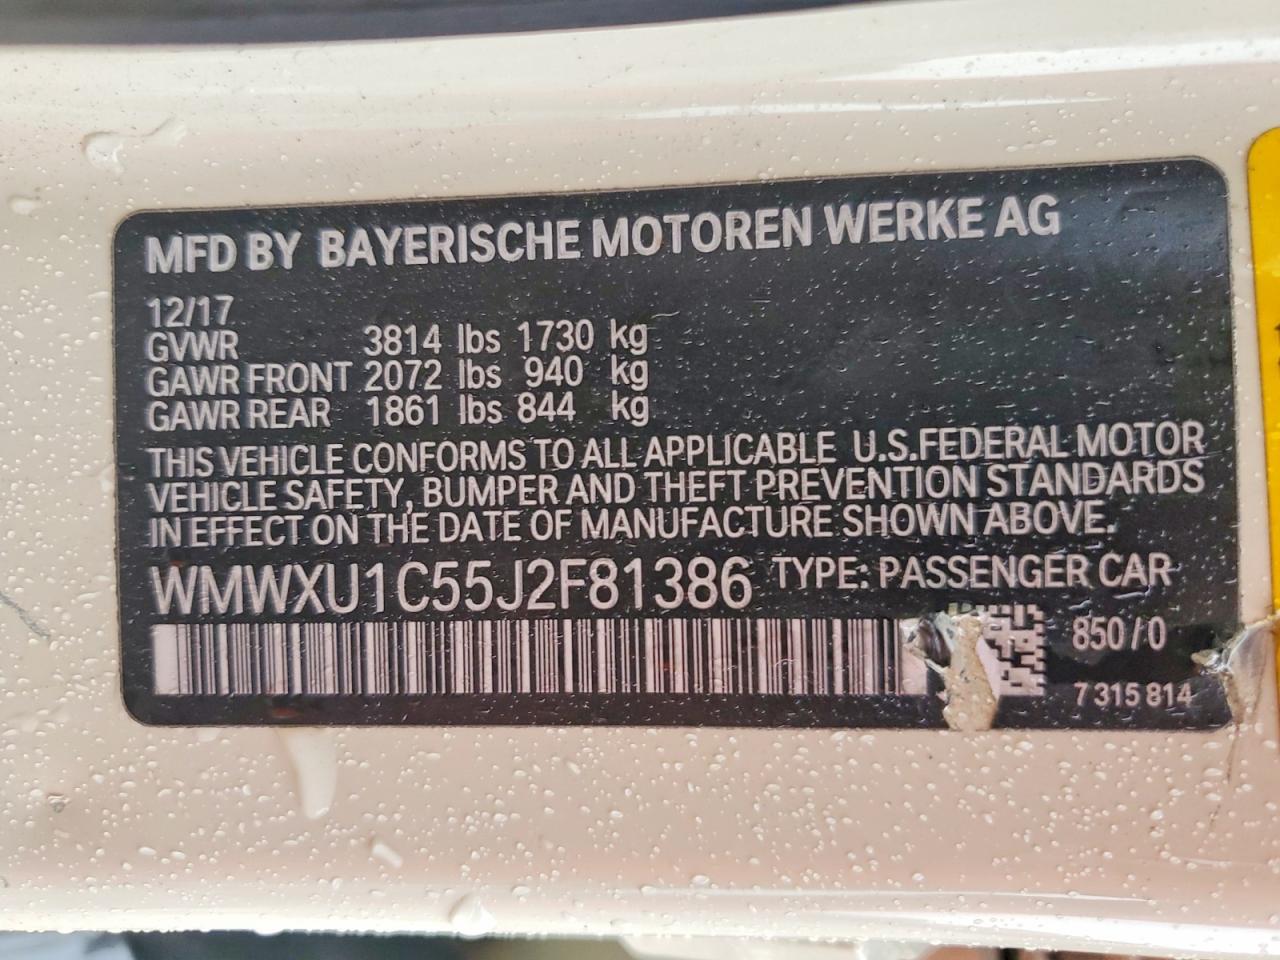 MFD BY BAYERISCHE MOTOREN WERKE AG
12/17
GVWR 3814 lbs 1730 kg
GAWR FRONT 2072 lbs 940 kg
GAWR REAR 1861 lbs 844 kg
THIS VEHICLE CONFORMS TO ALL APPLICABLE U.S.FEDERAL MOTOR
VEHICLE SAFETY, BUMPER AND THEFT PREVENTION STANDARDS
IN EFFECT ON THE DATE OF MANUFACTURE SHOWN ABOVE.
WMWXU1C55J2F81386 TYPE: PASSENGER CAR
850/0
7 315 814